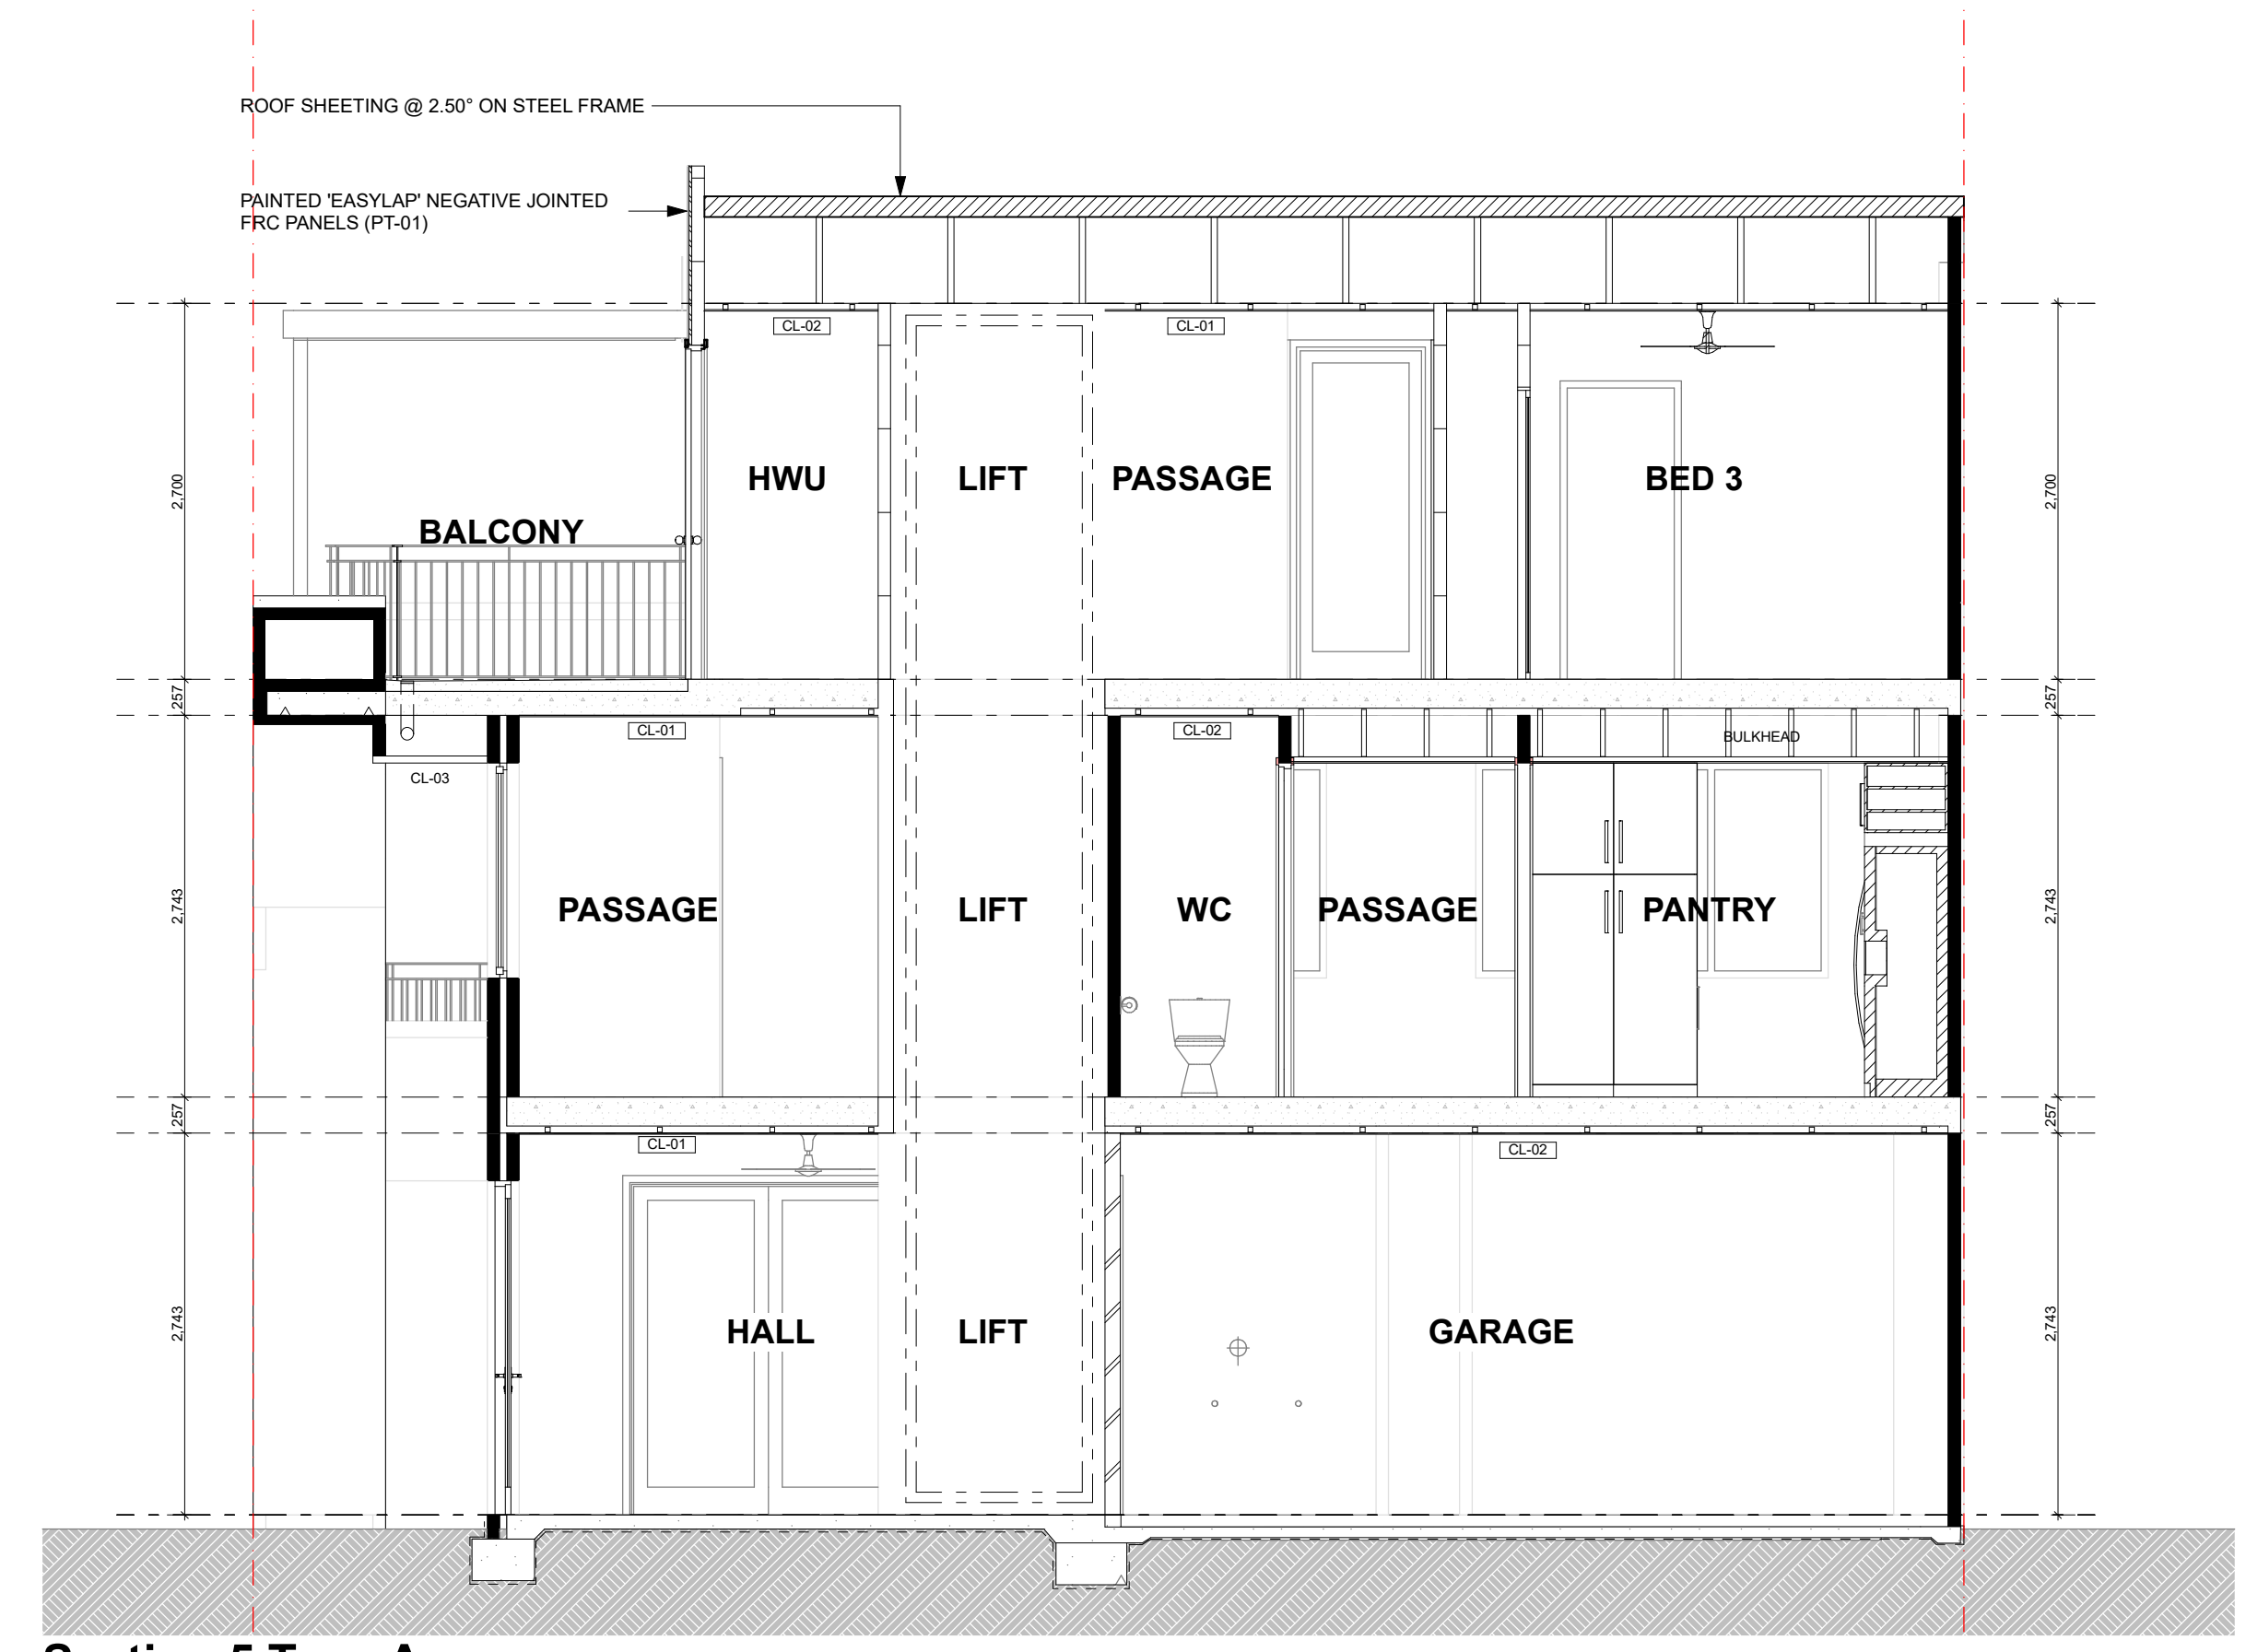 ROOF SHEETING @ 2.50° ON STEEL FRAME
PAINTED 'EASYLAP' NEGATIVE JOINTED
FRC PANELS (PT-01)
CL-02
CL-01
2,700
HWU
LIFT
PASSAGE
BED 3
2,700
BALCONY
257
257
CL-01
CL-02
BULKHEAD
CL-03
2,743
PASSAGE
LIFT
WC
PASSAGE
PANTRY
2,743
257
257
CL-01
CL-02
2,743
HALL
LIFT
GARAGE
2,743